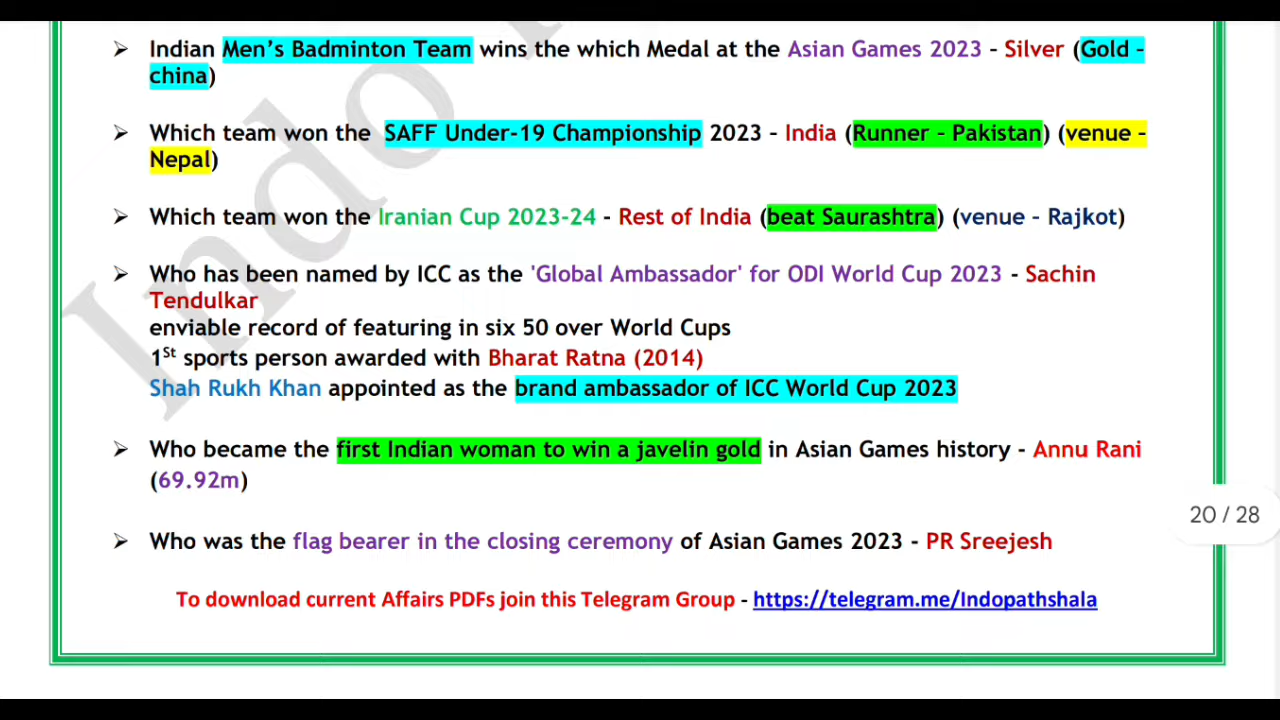 ➤ Indian Men's Badminton Team wins the which Medal at the Asian Games 2023 - Silver (Gold -
china)
➤ Which team won the SAFF Under-19 Championship 2023 - India (Runner - Pakistan) (venue -
Nepal)
➤ Which team won the Iranian Cup 2023-24 - Rest of India (beat Saurashtra) (venue - Rajkot)
➤ Who has been named by ICC as the 'Global Ambassador' for ODI World Cup 2023 - Sachin
Tendulkar
enviable record of featuring in six 50 over World Cups
1St sports person awarded with Bharat Ratna (2014)
Shah Rukh Khan appointed as the brand ambassador of ICC World Cup 2023
➤ Who became the first Indian woman to win a javelin gold in Asian Games history - Annu Rani
(69.92m)
20 / 28
➤ Who was the flag bearer in the closing ceremony of Asian Games 2023 - PR Sreejesh
To download current Affairs PDFs join this Telegram Group - https://telegram.me/Indopathshala
Indo